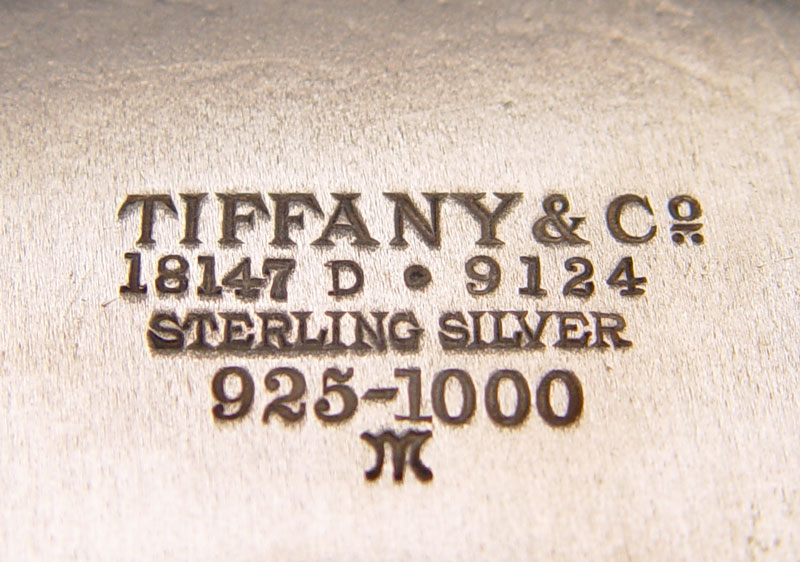 TIFFANY & Cº
18147 D • 9124
STERLING SILVER
925-1000
M